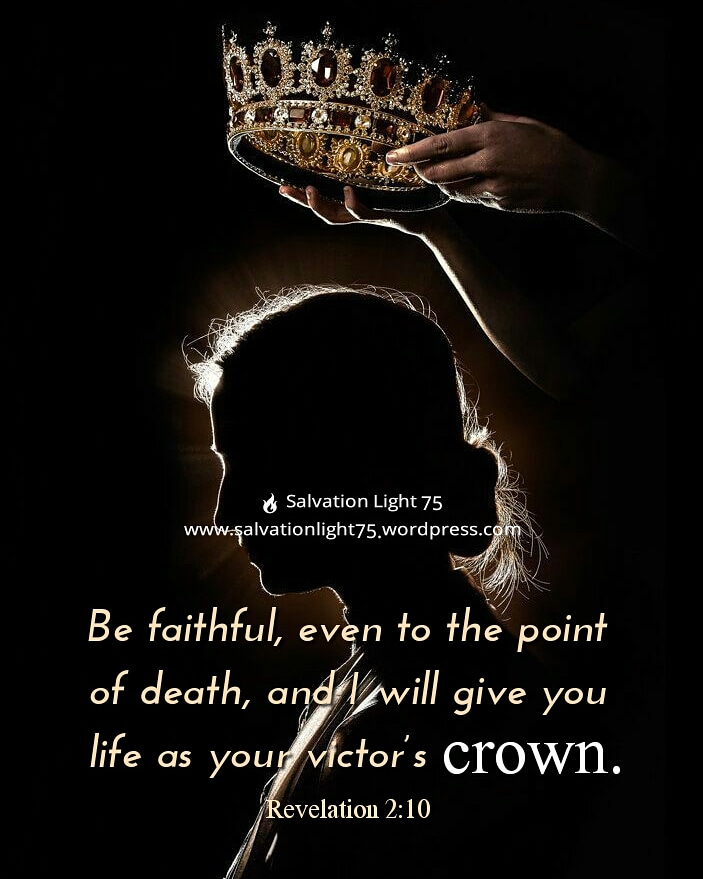 Salvation Light 75
www.salvationlight75.wordpress.com
Be faithful, even to the point
of death, and I will give you
life as your victor's crown.
Revelation 2:10